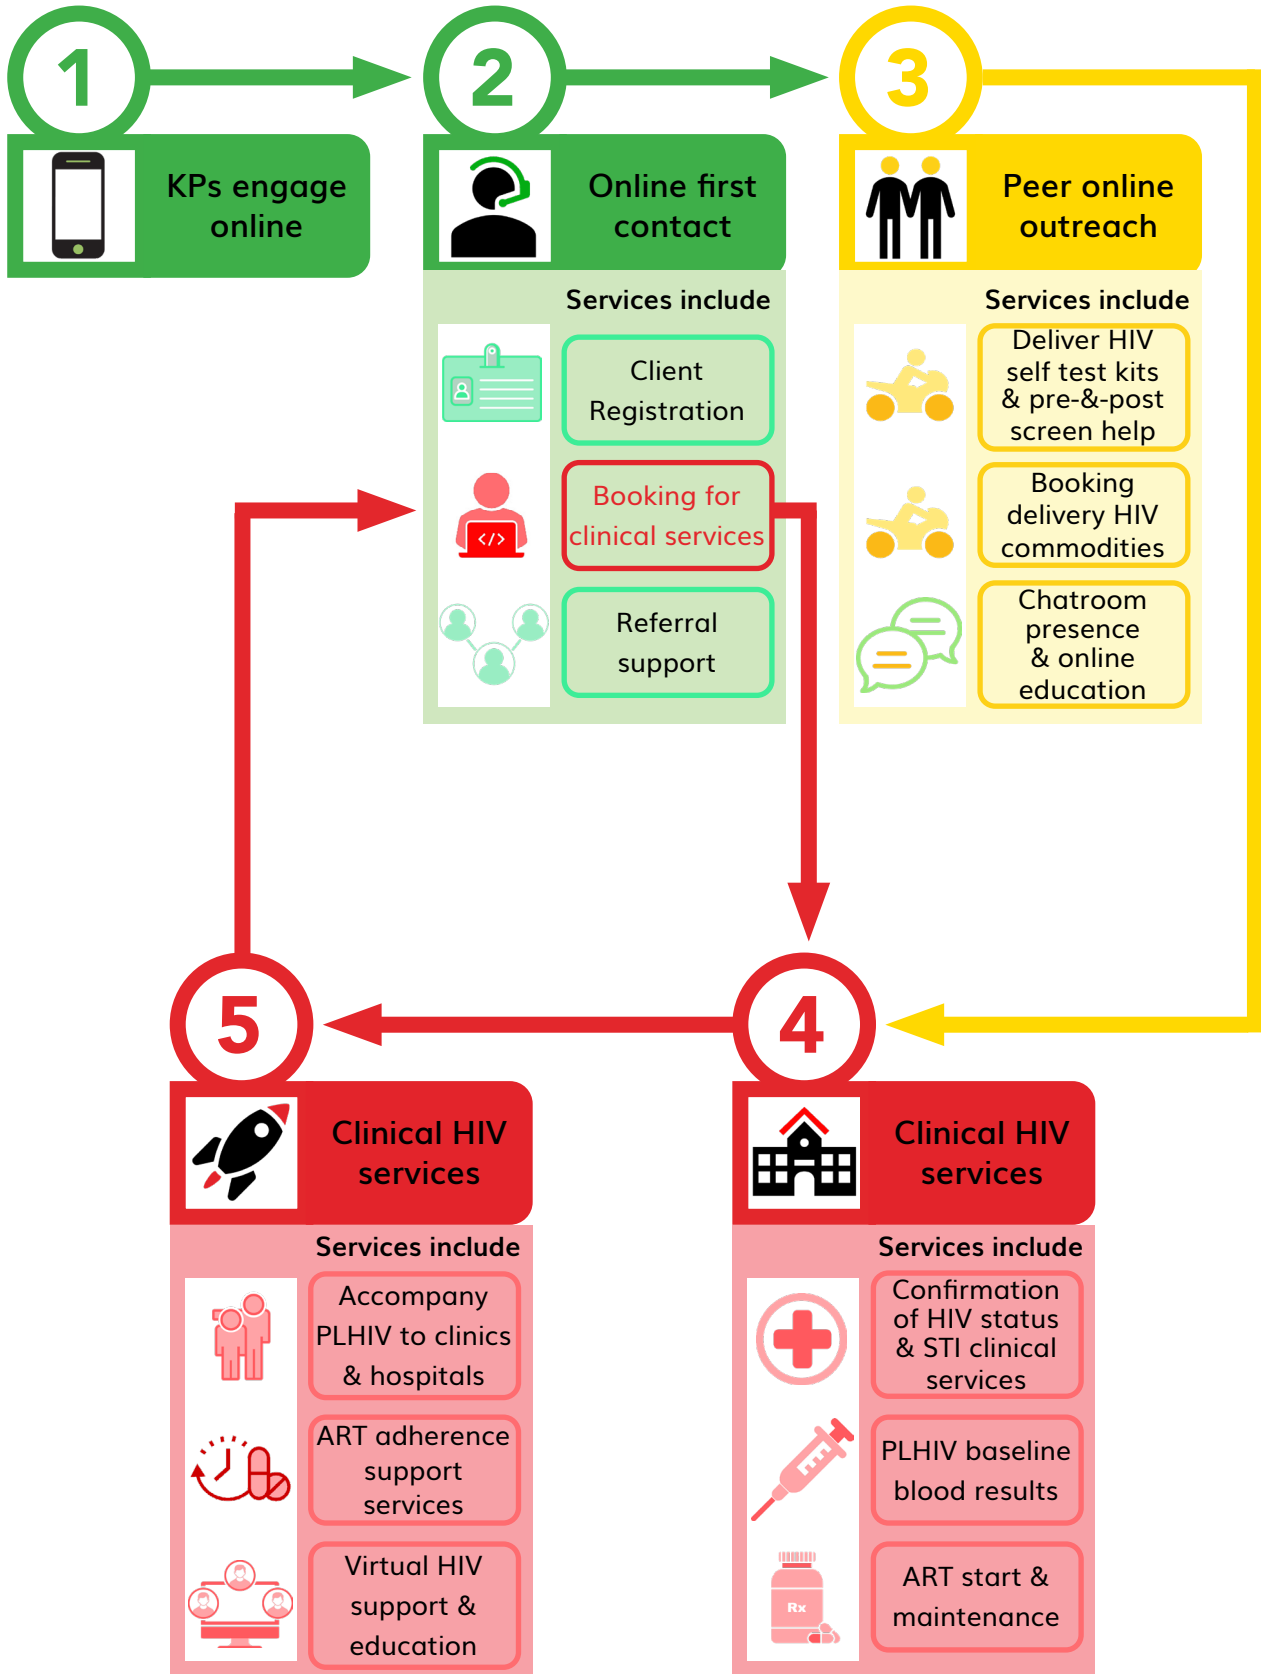 1
KPs engage
online
2
Online first
contact
Services include
Client
Registration
Booking for
clinical services
</>
Referral
support
3
Peer online
outreach
Services include
Deliver HIV
self test kits
& pre-&-post
screen help
Booking
delivery HIV
commodities
Chatroom
presence
& online
education
4
Clinical HIV
services
Services include
Confirmation
of HIV status
& STI clinical
services
PLHIV baseline
blood results
Rx
ART start &
maintenance
5
Clinical HIV
services
Services include
Accompany
PLHIV to clinics
& hospitals
ART adherence
support
services
Virtual HIV
support &
education